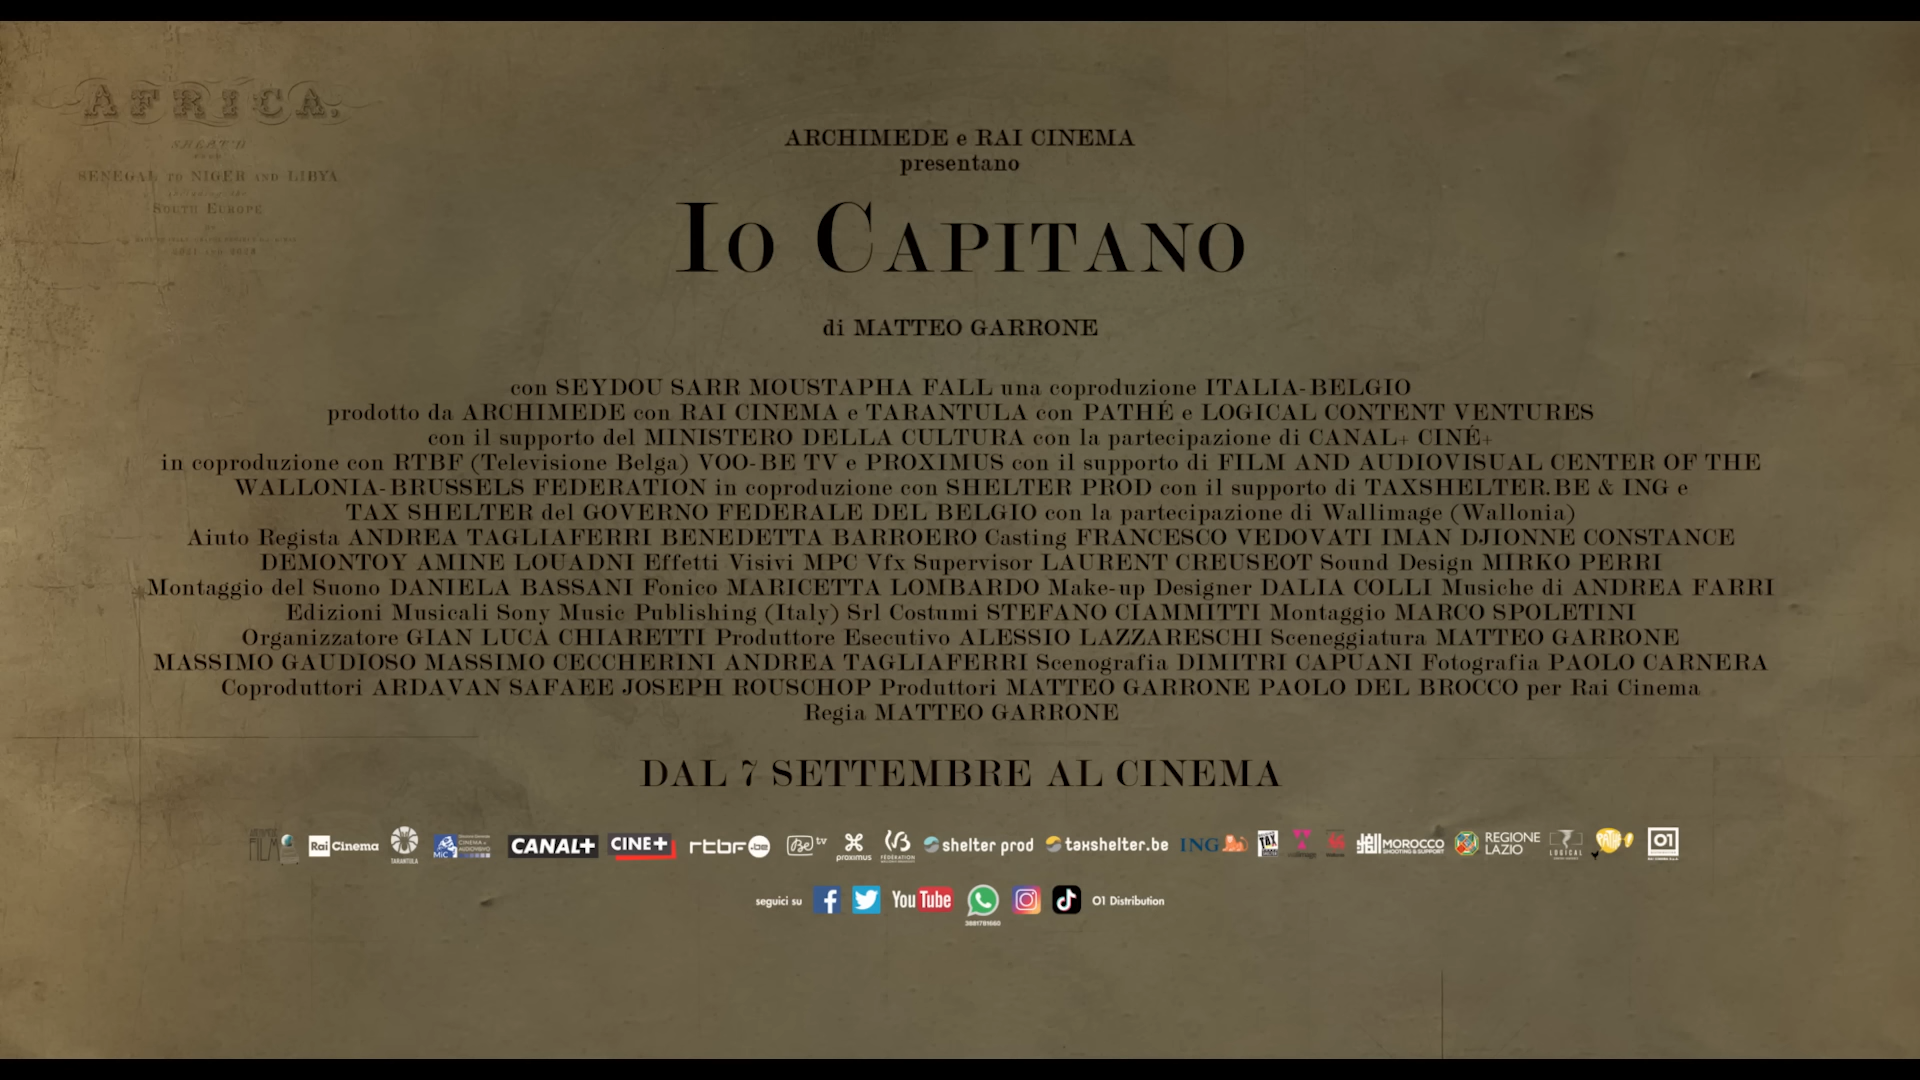 AFRICA.
SENEGAL TO NIGER AND LIBYA
SOUTH EUROPE
ARCHIMEDE e RAI CINEMA
presentano
IO CAPITANO
di MATTEO GARRONE
con SEYDOU SARR MOUSTAPHA FALL una coproduzione ITALIA-BELGIO
prodotto da ARCHIMEDE con RAI CINEMA e TARANTULA con PATHÉ e LOGICAL CONTENT VENTURES
con il supporto del MINISTERO DELLA CULTURA con la partecipazione di CANAL+ CINÉ+
in coproduzione con RTBF (Televisione Belga) VOO-BE TV e PROXIMUS con il supporto di FILM AND AUDIOVISUAL CENTER OF THE
WALLONIA-BRUSSELS FEDERATION in coproduzione con SHELTER PROD con il supporto di TAXSHELTER.BE & ING e
TAX SHELTER del GOVERNO FEDERALE DEL BELGIO con la partecipazione di Wallimage (Wallonia)
Aiuto Regista ANDREA TAGLIAFERRI BENEDETTA BARROERO Casting FRANCESCO VEDOVATI IMAN DJIONNE CONSTANCE
DEMONTOY AMINE LOUADNI Effetti Visivi MPC Vfx Supervisor LAURENT CREUSEOT Sound Design MIRKO PERRI
Montaggio del Suono DANIELA BASSANI Fonico MARICETTA LOMBARDO Make-up Designer DALIA COLLI Musiche di ANDREA FARRI
Edizioni Musicali Sony Music Publishing (Italy) Srl Costumi STEFANO CIAMMITTI Montaggio MARCO SPOLETINI
Organizzatore GIAN LUCA CHIARETTI Produttore Esecutivo ALESSIO LAZZARESCHI Sceneggiatura MATTEO GARRONE
MASSIMO GAUDIOSO MASSIMO CECCHERINI ANDREA TAGLIAFERRI Scenografia DIMITRI CAPUANI Fotografia PAOLO CARNERA
Coproduttori ARDAVAN SAFAEE JOSEPH ROUSCHOP Produttori MATTEO GARRONE PAOLO DEL BROCCO per Rai Cinema
Regia MATTEO GARRONE
DAL 7 SETTEMBRE AL CINEMA
Rai Cinema TARANTULA MiC CANAL+ CINE+ rtbf.be Be tv proximus shelter prod taxshelter.be ING TAX MOROCCO REGIONE LAZIO LOGICAL PATHÉ! 01
seguici su f YouTube 3881781660 01 Distribution